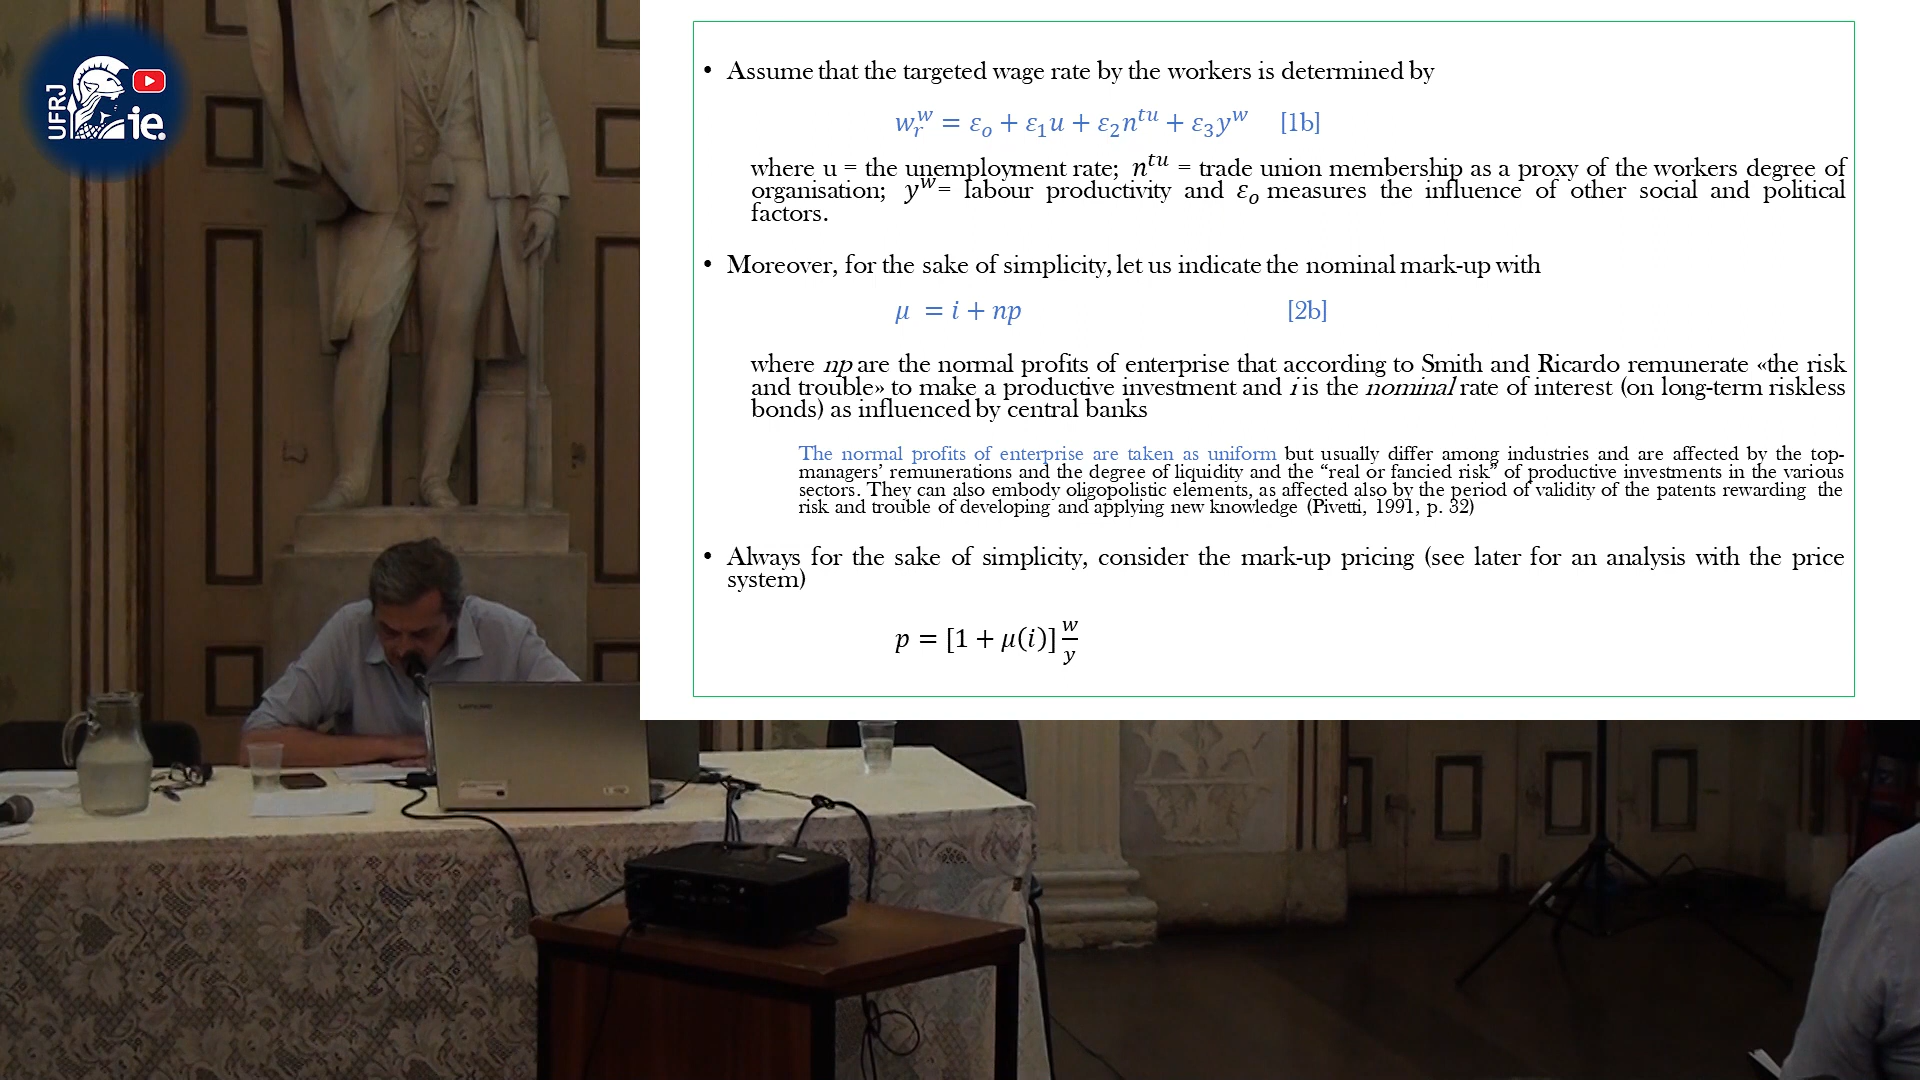 UFRJ
ie.
• Assume that the targeted wage rate by the workers is determined by
w_r^w = ε_o + ε_1 u + ε_2 n^{tu} + ε_3 y^w [1b]
where u = the unemployment rate; n^{tu} = trade union membership as a proxy of the workers degree of
organisation; y^w = labour productivity and ε_o measures the influence of other social and political
factors.
• Moreover, for the sake of simplicity, let us indicate the nominal mark-up with
μ = i + np [2b]
where np are the normal profits of enterprise that according to Smith and Ricardo remunerate «the risk
and trouble» to make a productive investment and i is the nominal rate of interest (on long-term riskless
bonds) as influenced by central banks
The normal profits of enterprise are taken as uniform but usually differ among industries and are affected by the top-
managers’ remunerations and the degree of liquidity and the “real or fancied risk” of productive investments in the various
sectors. They can also embody oligopolistic elements, as affected also by the period of validity of the patents rewarding the
risk and trouble of developing and applying new knowledge (Pivetti, 1991, p. 32)
• Always for the sake of simplicity, consider the mark-up pricing (see later for an analysis with the price
system)
p = [1 + μ(i)] w/y
Lenovo